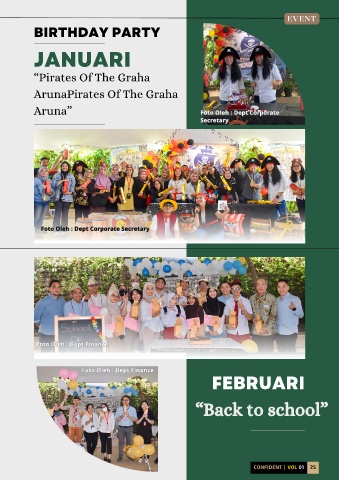 EVENT
BIRTHDAY PARTY
JANUARI
“Pirates Of The Graha
ArunaPirates Of The Graha
Aruna”
Foto Oleh : Dept Corporate
Secretary
Foto Oleh : Dept Corporate Secretary
School
Foto Oleh : Dept Finance
Foto Oleh : Dept Finance
FEBRUARI
“Back to school”
CONFIDENT | VOL 01 25